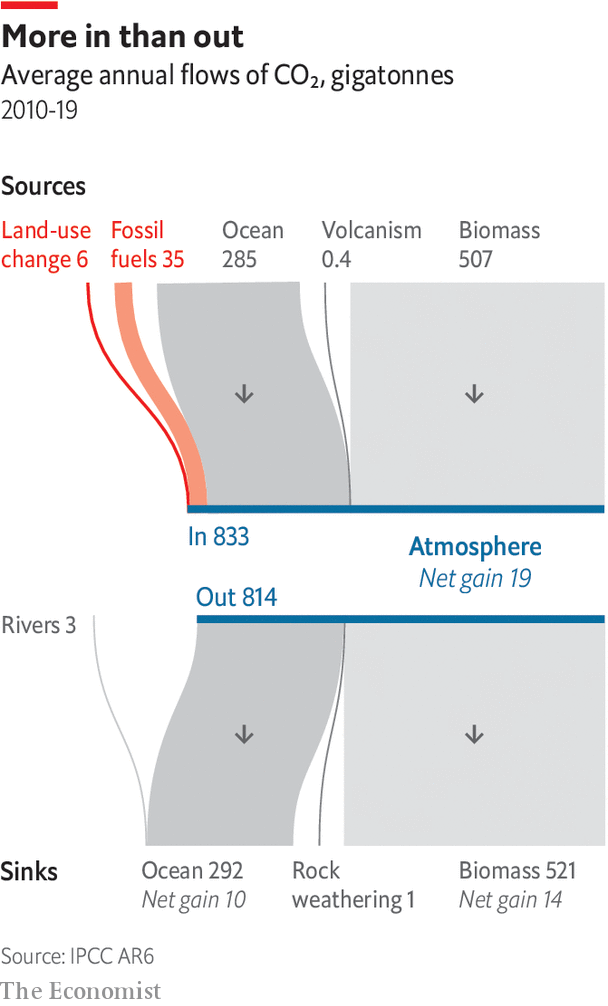 More in than out
Average annual flows of CO₂, gigatonnes
2010-19
Sources
Land-use
change 6
Fossil
fuels 35
Ocean
285
Volcanism
0.4
Biomass
507
In 833
Atmosphere
Net gain 19
Out 814
Rivers 3
Sinks
Ocean 292
Net gain 10
Rock
weathering 1
Biomass 521
Net gain 14
Source: IPCC AR6
The Economist